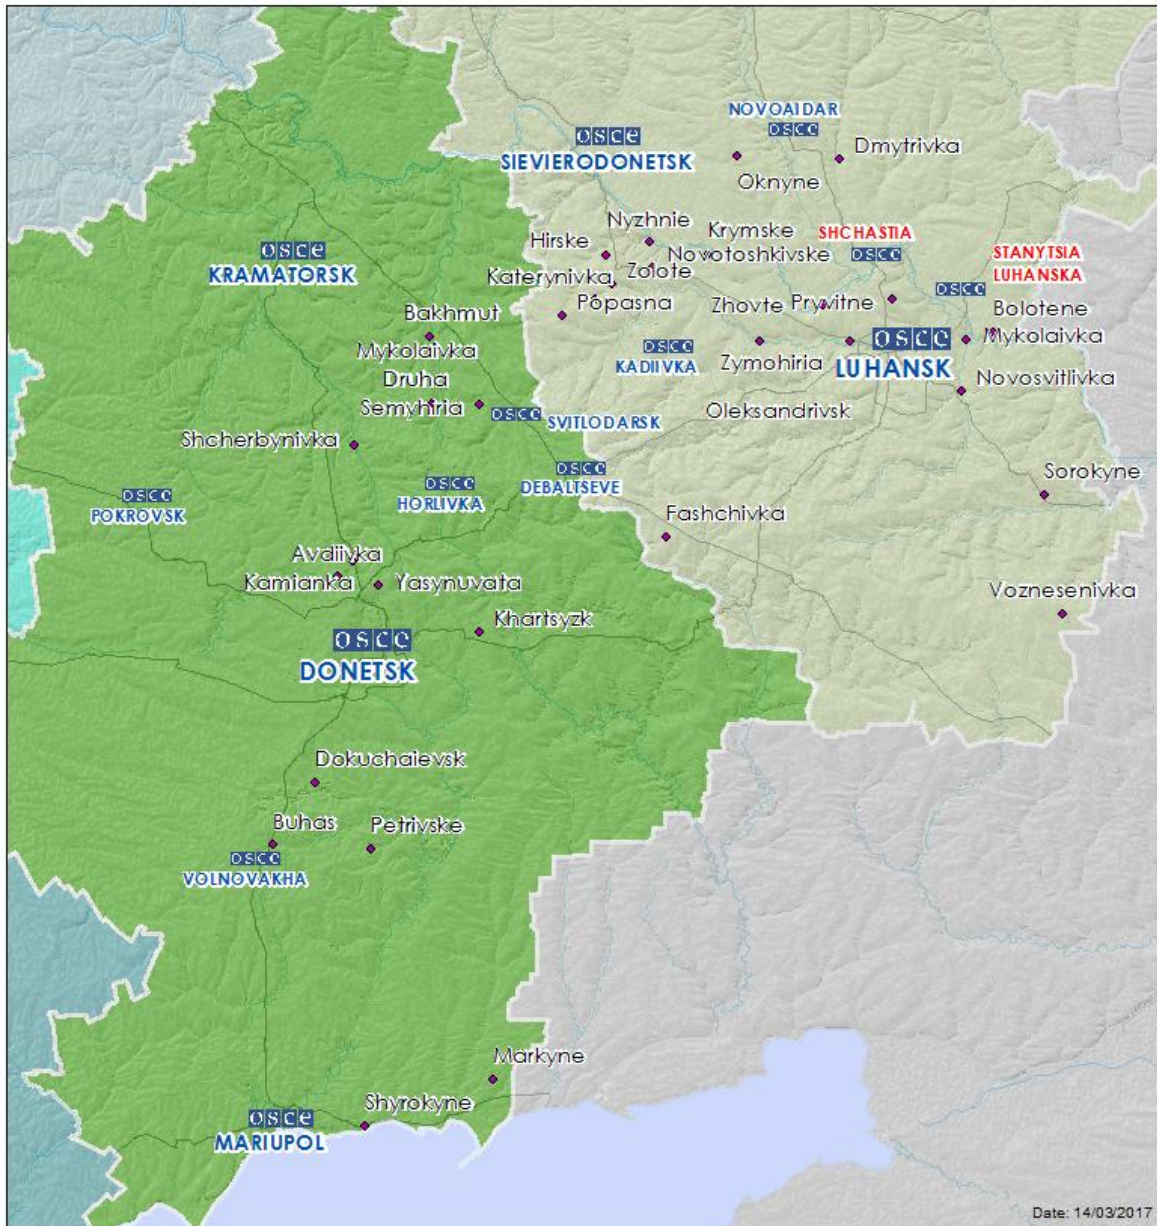 NOVOAIDAR
osce
osce
SIEVIERODONETSK
Dmytrivka
Oknyne
Nyzhnie
Krymske
SHCHASTIA
osce
Hirske
Novotoshkivske
STANYTSIA
LUHANSKA
osce
osce
KRAMATORSK
Katerynivka
Zolote
Popasna
Zhovte
Pryvitne
Bolotene
Bakhmut
Mykolaivka
osce
LUHANSK
Mykolaivka
Druha
osce
KADIIVKA
Zymohiria
Novosvitlivka
Semyhiria
osce
SVITLODARSK
Oleksandrivsk
Shcherbynivka
osce
DEBALTSEVE
Sorokyne
osce
POKROVSK
osce
HORLIVKA
Fashchivka
Avdiivka
Kamianka
Yasynuvata
Voznesenivka
Khartsyzk
osce
DONETSK
Dokuchaievsk
Buhas
Petrivske
osce
VOLNOVAKHA
Markyne
Shyrokyne
osce
MARIUPOL
Date: 14/03/2017